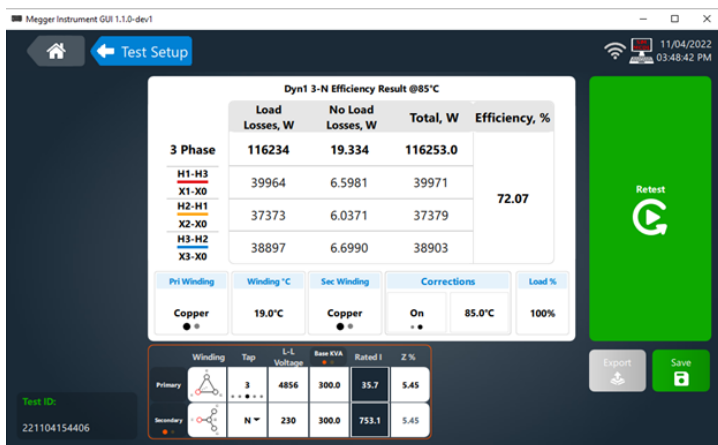 Megger Instrument GUI 1.1.0-dev1
Test Setup
11/04/2022
03:48:42 PM
Dyn1 3-N Efficiency Result @85°C
Load Losses, W No Load Losses, W Total, W Efficiency, %
3 Phase 116234 19.334 116253.0
H1-H3 X1-X0 39964 6.5981 39971
72.07
H2-H1 X2-X0 37373 6.0371 37379
H3-H2 X3-X0 38897 6.6990 38903
Retest
Pri Winding Winding °C Sec Winding Corrections Load %
Copper 19.0°C Copper On 85.0°C 100%
Winding Tap L-L Voltage Base KVA Rated I Z %
Primary 3 4856 300.0 35.7 5.45
Secondary N 230 300.0 753.1 5.45
Export Save
Test ID:
221104154406